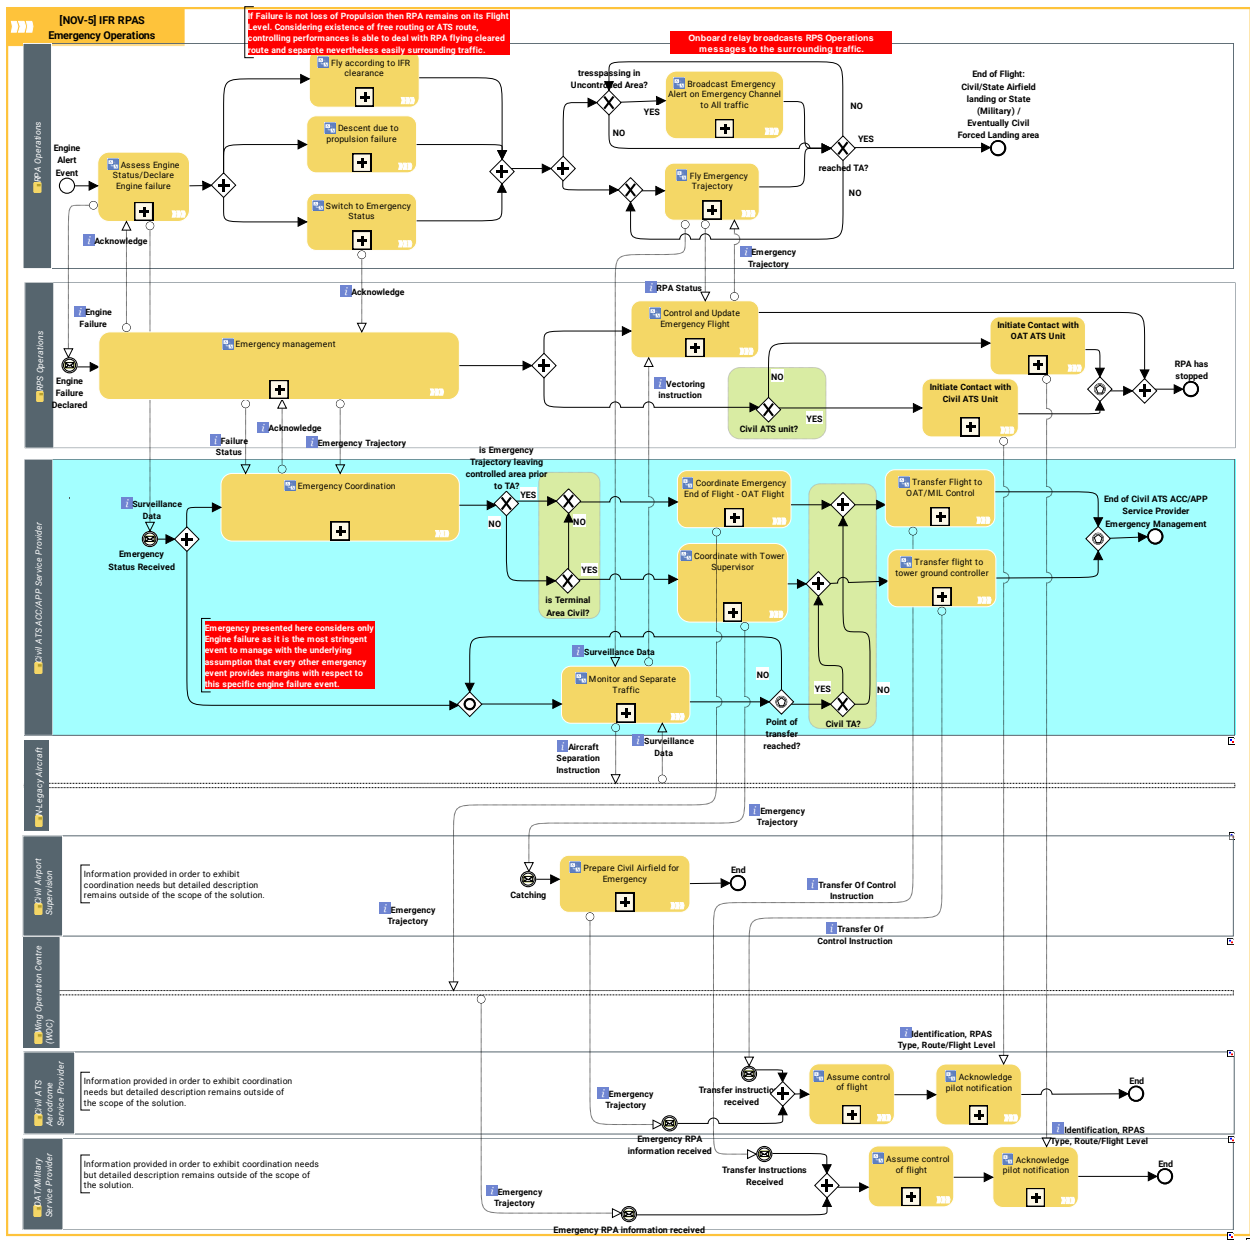 [NOV-5] IFR RPAS
Emergency Operations
If Failure is not loss of Propulsion then RPA remains on its Flight
Level. Considering existence of free routing or ATS route,
controlling performances is able to deal with RPA flying cleared
route and separate nevertheless easily surrounding traffic.
Onboard relay broadcasts RPS Operations
messages to the surrounding traffic.
RPA Operations
Engine
Alert
Event
Assess Engine
Status/Declare
Engine failure
Fly according to IFR
clearance
Descent due to
propulsion failure
Switch to Emergency
Status
tresspassing in
Uncontrolled Area?
YES
NO
Broadcast Emergency
Alert on Emergency Channel
to All traffic
Fly Emergency
Trajectory
NO
YES
reached TA?
NO
End of Flight:
Civil/State Airfield
landing or State
(Military) /
Eventually Civil
Forced Landing area
Acknowledge
Engine
Failure
Acknowledge
RPA Status
Emergency
Trajectory
RPS Operations
Engine
Failure
Declared
Emergency management
Control and Update
Emergency Flight
Vectoring
instruction
NO
YES
Civil ATS unit?
Initiate Contact with
OAT ATS Unit
Initiate Contact with
Civil ATS Unit
RPA has
stopped
Failure
Status
Acknowledge
Emergency Trajectory
Civil ATS ACC/APP Service Provider
Surveillance
Data
Emergency
Status Received
Emergency Coordination
is Emergency
Trajectory leaving
controlled area prior
to TA?
YES
NO
NO
YES
is Terminal
Area Civil?
Coordinate Emergency
End of Flight - OAT Flight
Coordinate with Tower
Supervisor
Transfer Flight to
OAT/MIL Control
Transfer flight to
tower ground controller
End of Civil ATS ACC/APP
Service Provider
Emergency Management
Emergency presented here considers only
Engine failure as it is the most stringent
event to manage with the underlying
assumption that every other emergency
event provides margins with respect to
this specific engine failure event.
Surveillance Data
Monitor and Separate
Traffic
NO
Point of
transfer
reached?
YES
NO
Civil TA?
Aircraft
Separation
Instruction
Surveillance
Data
N-Legacy Aircraft
Emergency
Trajectory
Civil Airport
Supervision
Information provided in order to exhibit
coordination needs but detailed description
remains outside of the scope of the solution.
Catching
Prepare Civil Airfield for
Emergency
End
Transfer Of Control
Instruction
Emergency
Trajectory
Transfer Of
Control Instruction
Wing Operation Centre
(WOC)
Identification, RPAS
Type, Route/Flight Level
Civil ATS
Aerodrome
Service Provider
Information provided in order to exhibit coordination
needs but detailed description remains outside of
the scope of the solution.
Emergency
Trajectory
Transfer instruction
received
Emergency RPA
information received
Assume control
of flight
Acknowledge
pilot notification
End
Identification, RPAS
Type, Route/Flight Level
OAT/Military
Service Provider
Information provided in order to exhibit coordination needs
but detailed description remains outside of the scope of
the solution.
Emergency
Trajectory
Transfer Instructions
Received
Emergency RPA information received
Assume control
of flight
Acknowledge
pilot notification
End